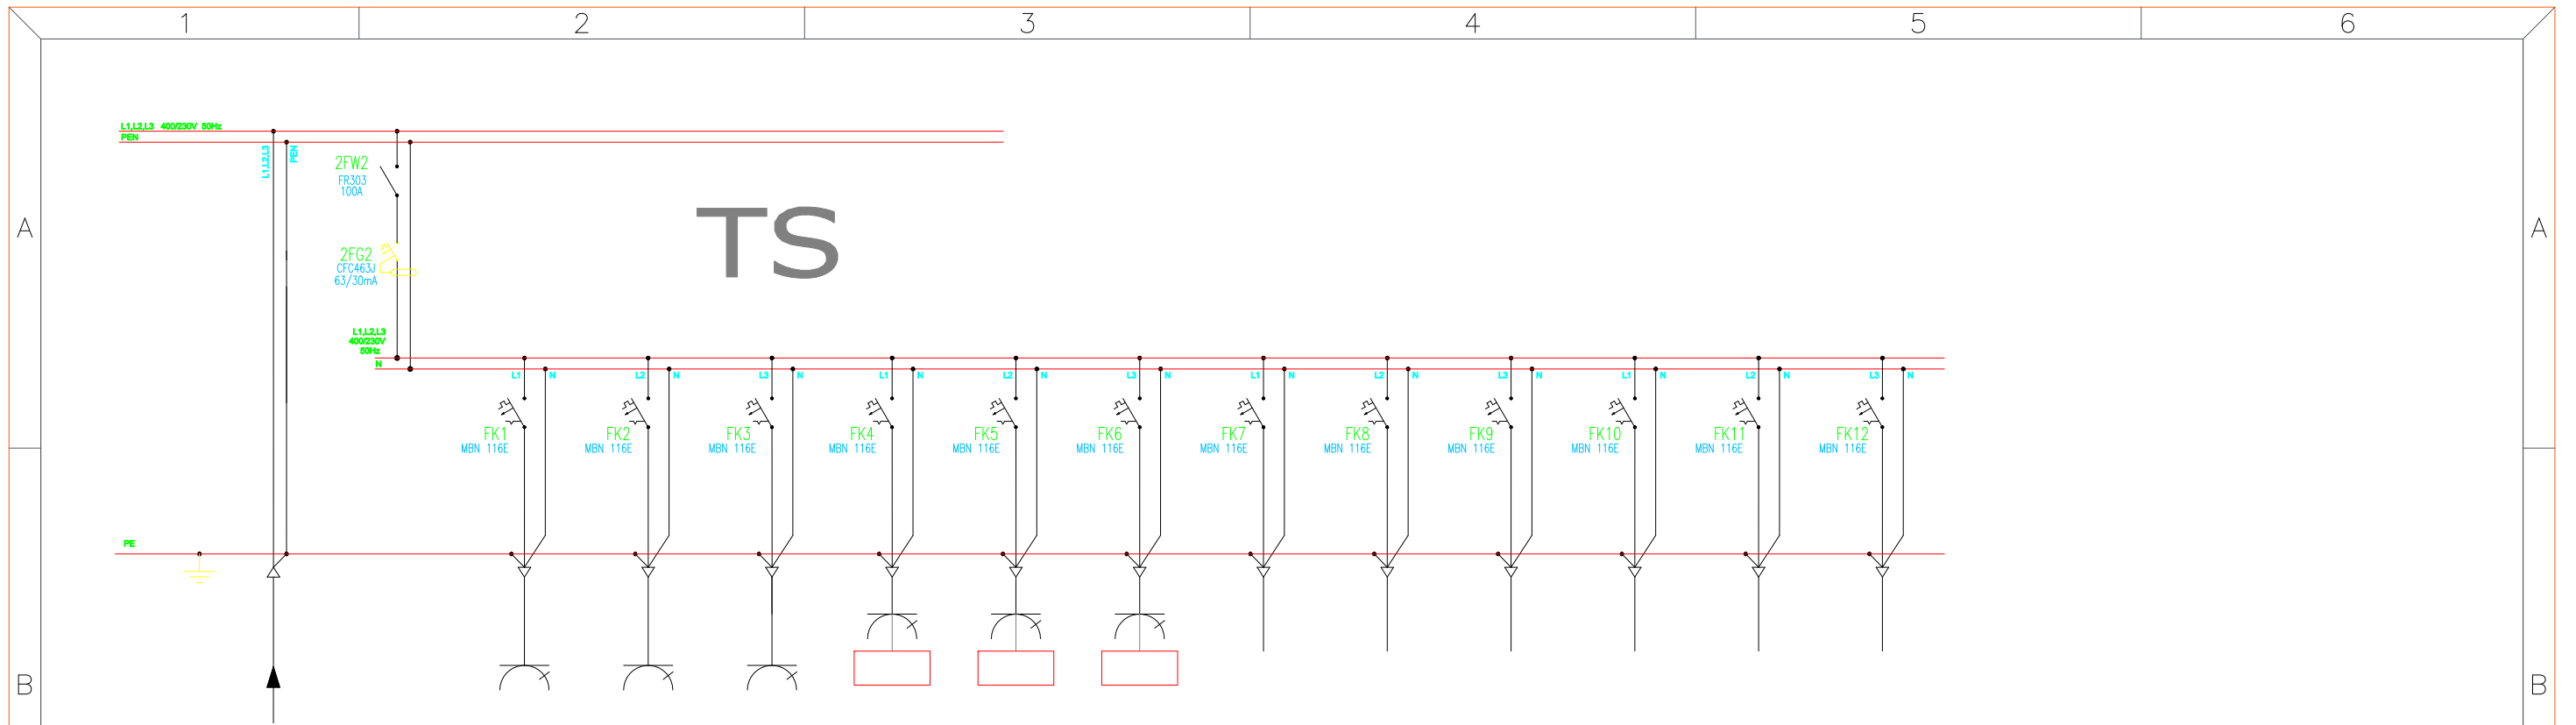 1 2 3 4 5 6
L1,L2,L3 400/230V 50Hz
PEN
L1,L2,L3
PEN
2FW2
FR303
100A
TS
A A
2FG2
CFC463J
63/30mA
L1,L2,L3
400/230V
50Hz
N
L1 N L2 N L3 N L1 N L2 N L3 N L1 N L2 N L3 N L1 N L2 N L3 N
FK1 FK2 FK3 FK4 FK5 FK6 FK7 FK8 FK9 FK10 FK11 FK12
MBN 116E MBN 116E MBN 116E MBN 116E MBN 116E MBN 116E MBN 116E MBN 116E MBN 116E MBN 116E MBN 116E MBN 116E
PE
B B